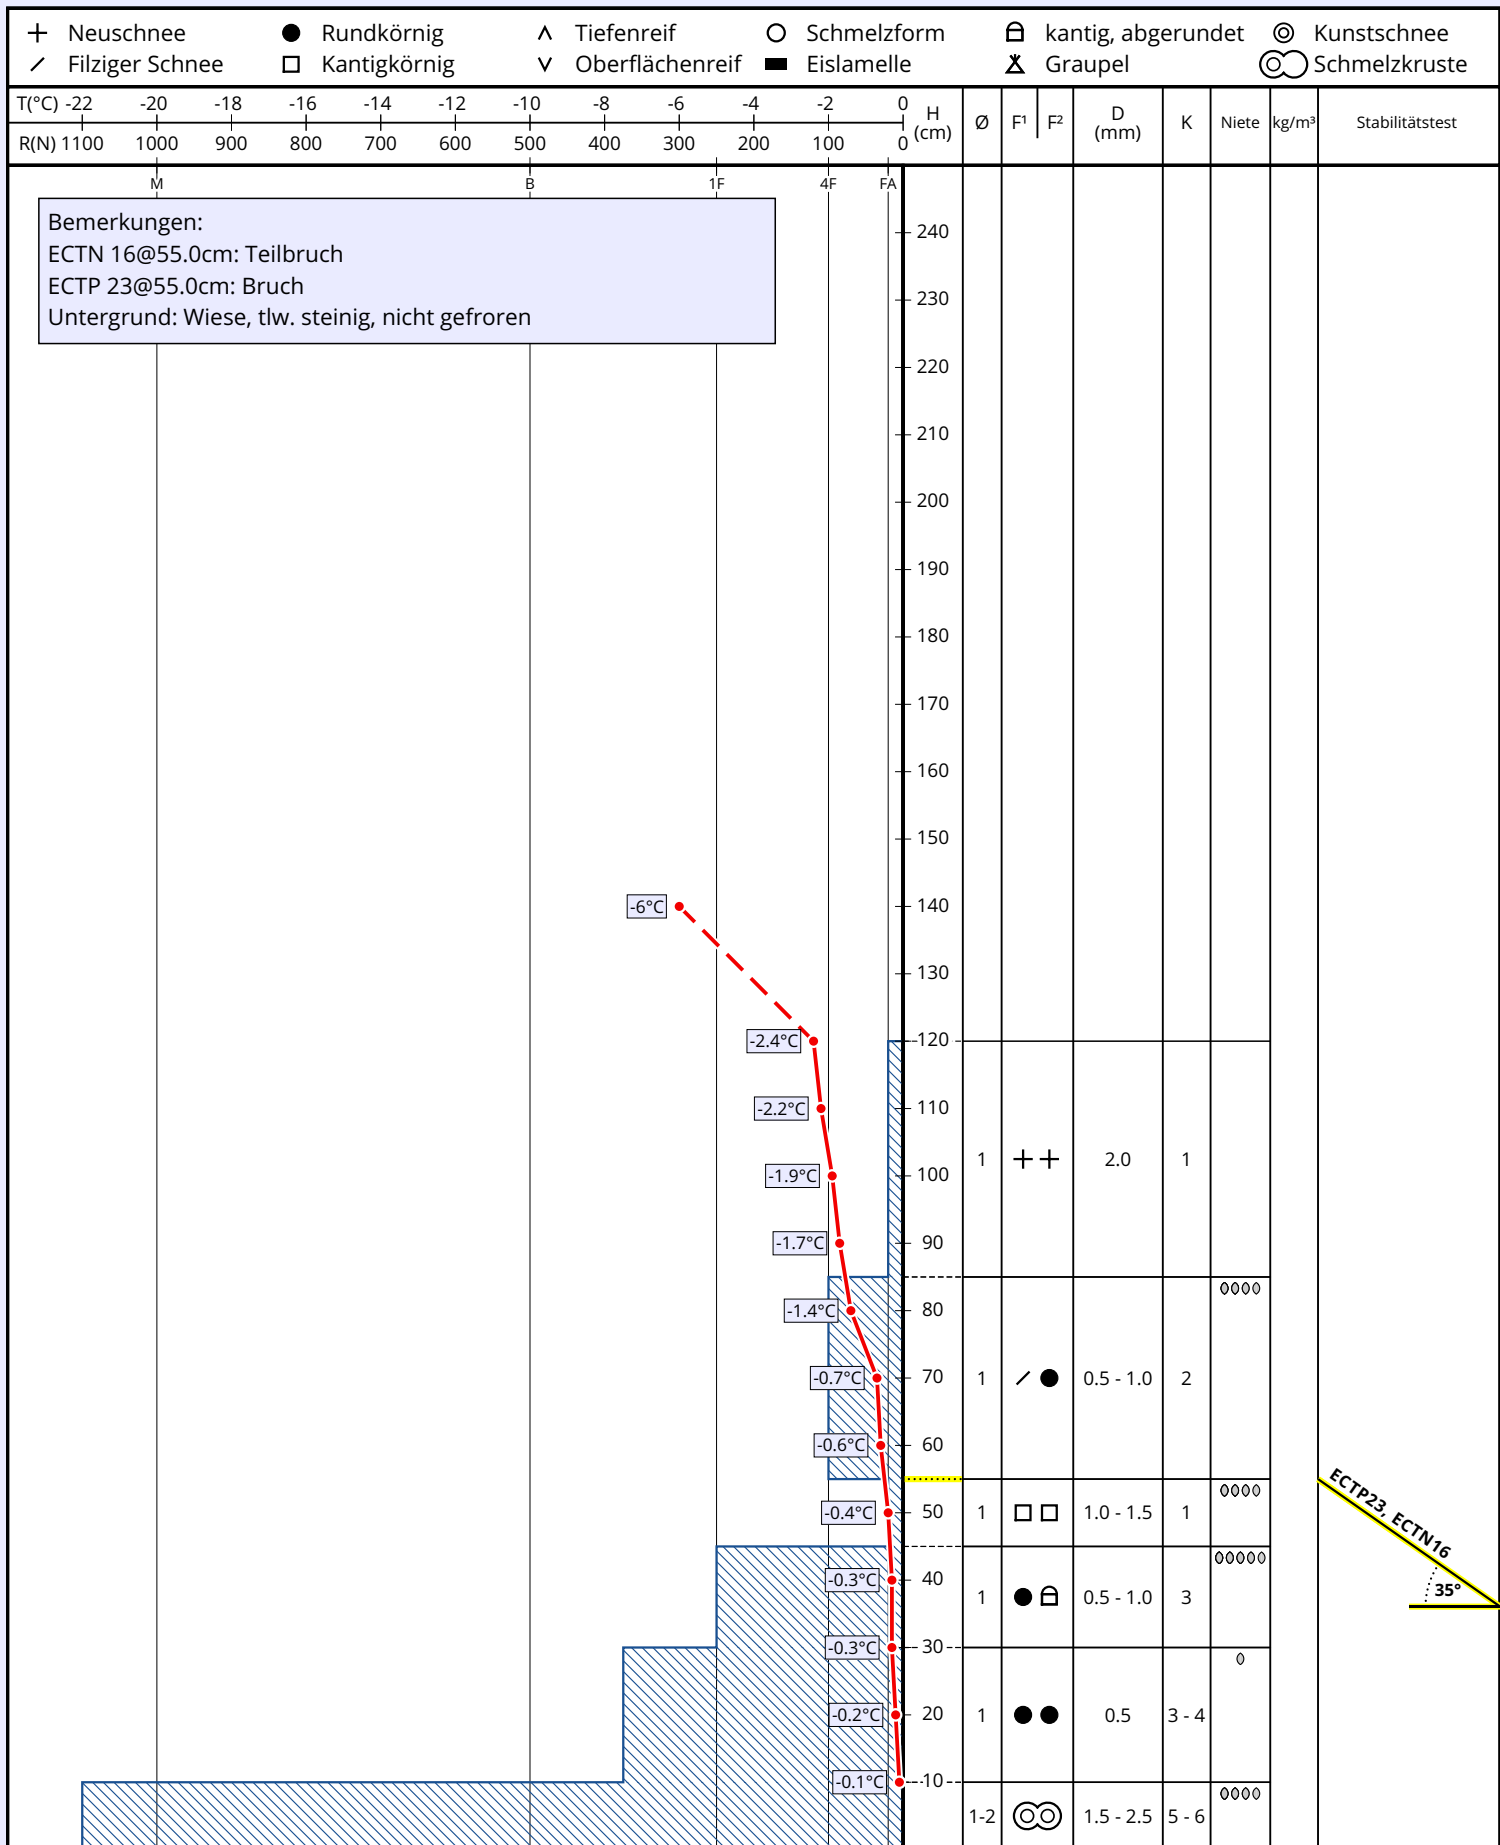 Neuschnee Rundkörnig Tiefenreif Schmelzform kantig, abgerundet Kunstschnee
Filziger Schnee Kantigkörnig Oberflächenreif Eislamelle Graupel Schmelzkruste
T(°C) -22 -20 -18 -16 -14 -12 -10 -8 -6 -4 -2 0
R(N) 1100 1000 900 800 700 600 500 400 300 200 100 0
H (cm) Ø F¹ F² D (mm) K Niete kg/m³ Stabilitätstest
M B 1F 4F FA
Bemerkungen:
ECTN 16@55.0cm: Teilbruch
ECTP 23@55.0cm: Bruch
Untergrund: Wiese, tlw. steinig, nicht gefroren
240
230
220
210
200
190
180
170
160
150
-6°C 140
130
-2.4°C 120
-2.2°C 110
1 2.0 1
-1.9°C 100
-1.7°C 90
-1.4°C 80
-0.7°C 70 1 0.5 - 1.0 2
-0.6°C 60
-0.4°C 50 1 1.0 - 1.5 1
ECTP23, ECTN16
35°
-0.3°C 40
1 0.5 - 1.0 3
-0.3°C 30
-0.2°C 20 1 0.5 3 - 4
-0.1°C 10
1-2 1.5 - 2.5 5 - 6